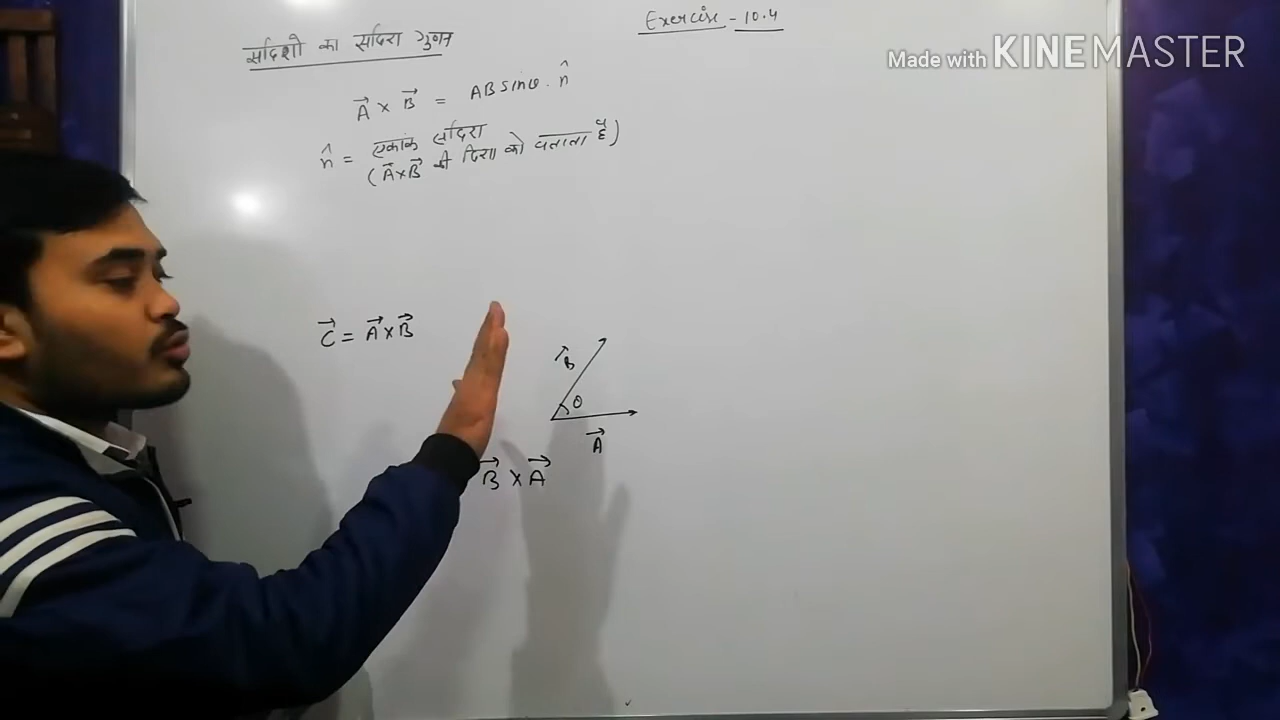 Exercise - 10.4
Made with KINEMASTER
सदिशो का सदिश गुणन
A⃗ × B⃗ = AB sinθ . n̂
n̂ = एकांक सदिश
(A⃗×B⃗ की दिशा को बताता है)
C⃗ = A⃗×B⃗
B⃗
θ
A⃗
B⃗ × A⃗